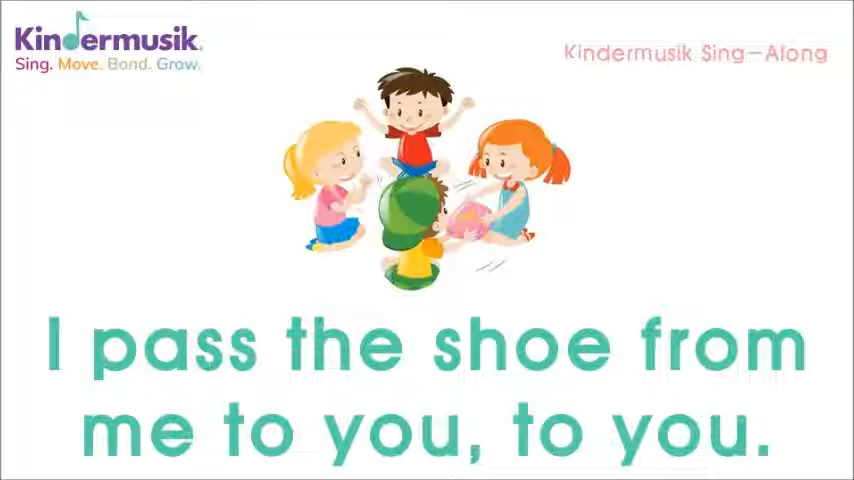 Kindermusik®
Sing. Move. Bond. Grow.
Kindermusik Sing-Along
I pass the shoe from
me to you, to you.